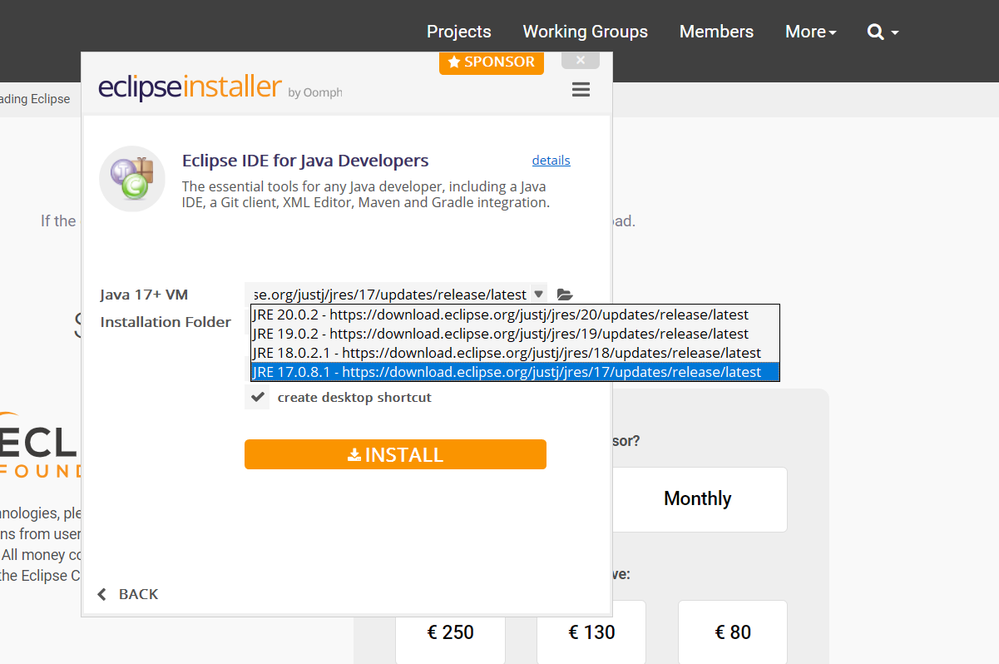 Projects Working Groups Members More
SPONSOR
eclipseinstaller by Oomph
ading Eclipse
Eclipse IDE for Java Developers details
The essential tools for any Java developer, including a Java
IDE, a Git client, XML Editor, Maven and Gradle integration.
If the
oad.
Java 17+ VM se.org/justj/jres/17/updates/release/latest
Installation Folder
JRE 20.0.2 - https://download.eclipse.org/justj/jres/20/updates/release/latest
JRE 19.0.2 - https://download.eclipse.org/justj/jres/19/updates/release/latest
JRE 18.0.2.1 - https://download.eclipse.org/justj/jres/18/updates/release/latest
JRE 17.0.8.1 - https://download.eclipse.org/justj/jres/17/updates/release/latest
create desktop shortcut
INSTALL
ECL
FOUND
sor?
Monthly
nologies, ple
ns from user
All money co
the Eclipse C
ve:
BACK
€ 250 € 130 € 80